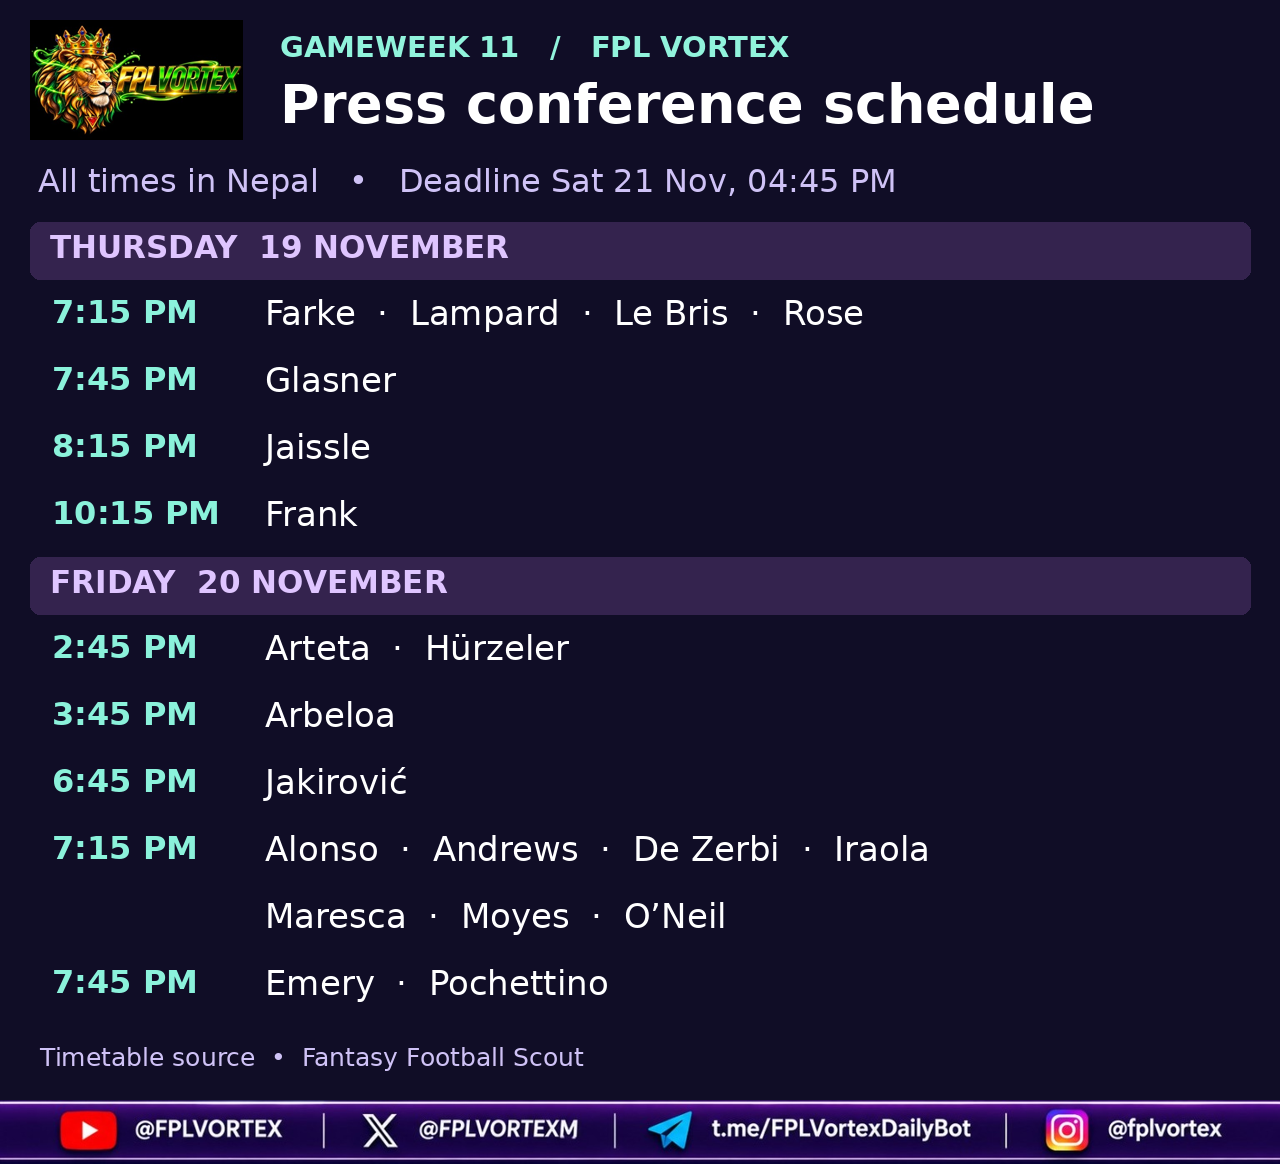 FPLVORTEX
GAMEWEEK 11 / FPL VORTEX
Press conference schedule
All times in Nepal • Deadline Sat 21 Nov, 04:45 PM
THURSDAY 19 NOVEMBER
7:15 PM Farke · Lampard · Le Bris · Rose
7:45 PM Glasner
8:15 PM Jaissle
10:15 PM Frank
FRIDAY 20 NOVEMBER
2:45 PM Arteta · Hürzeler
3:45 PM Arbeloa
6:45 PM Jakirović
7:15 PM Alonso · Andrews · De Zerbi · Iraola
Maresca · Moyes · O’Neil
7:45 PM Emery · Pochettino
Timetable source • Fantasy Football Scout
@FPLVORTEX | @FPLVORTEXM | t.me/FPLVortexDailyBot | @fplvortex